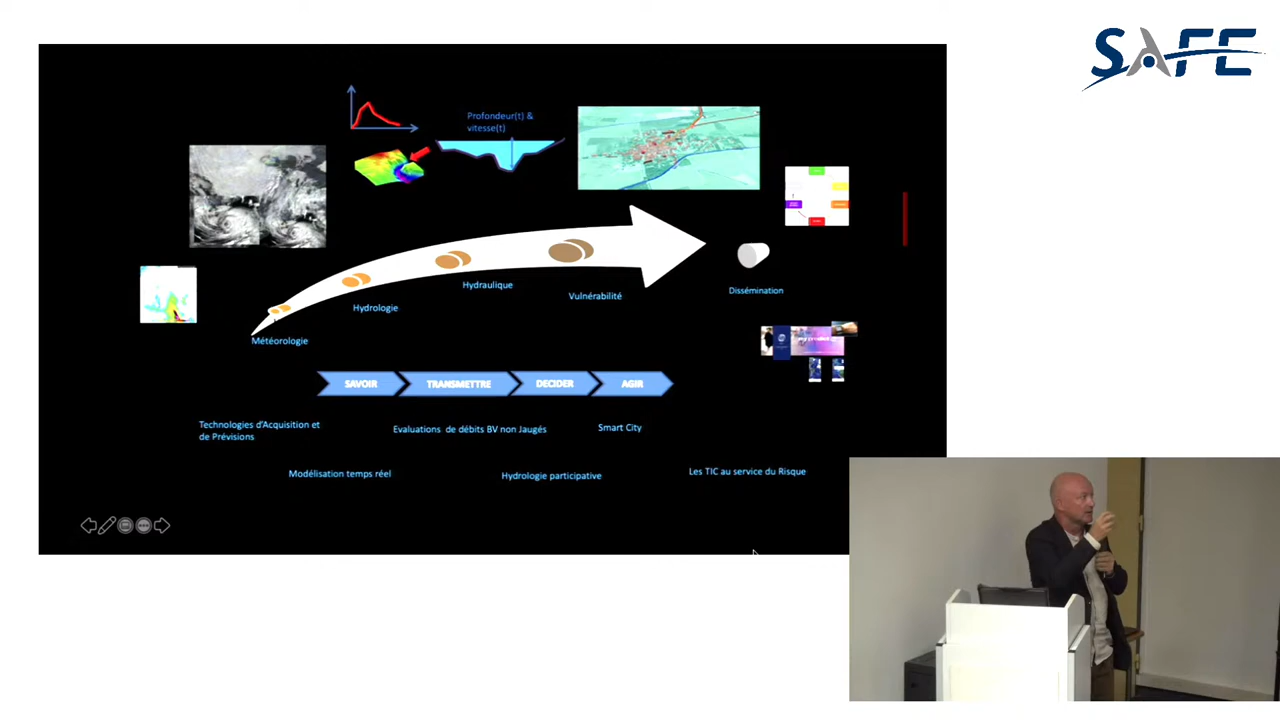 SAFE
Profondeur(t) &
vitesse(t)
Hydraulique
Vulnérabilité
Dissémination
Hydrologie
Météorologie
SAVOIR
TRANSMETTRE
DECIDER
AGIR
Technologies d'Acquisition et
de Prévisions
Evaluations de débits BV non Jaugés
Smart City
Modélisation temps réel
Hydrologie participative
Les TIC au service du Risque